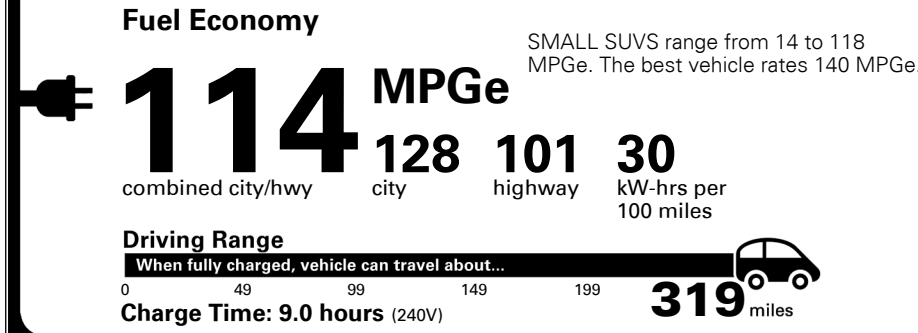 Fuel Economy
SMALL SUVS range from 14 to 118
MPGe. The best vehicle rates 140 MPGe.
114 MPGe
combined city/hwy
128 city
101 highway
30 kW-hrs per
100 miles
Driving Range
When fully charged, vehicle can travel about...
0 49 99 149 199 319 miles
Charge Time: 9.0 hours (240V)